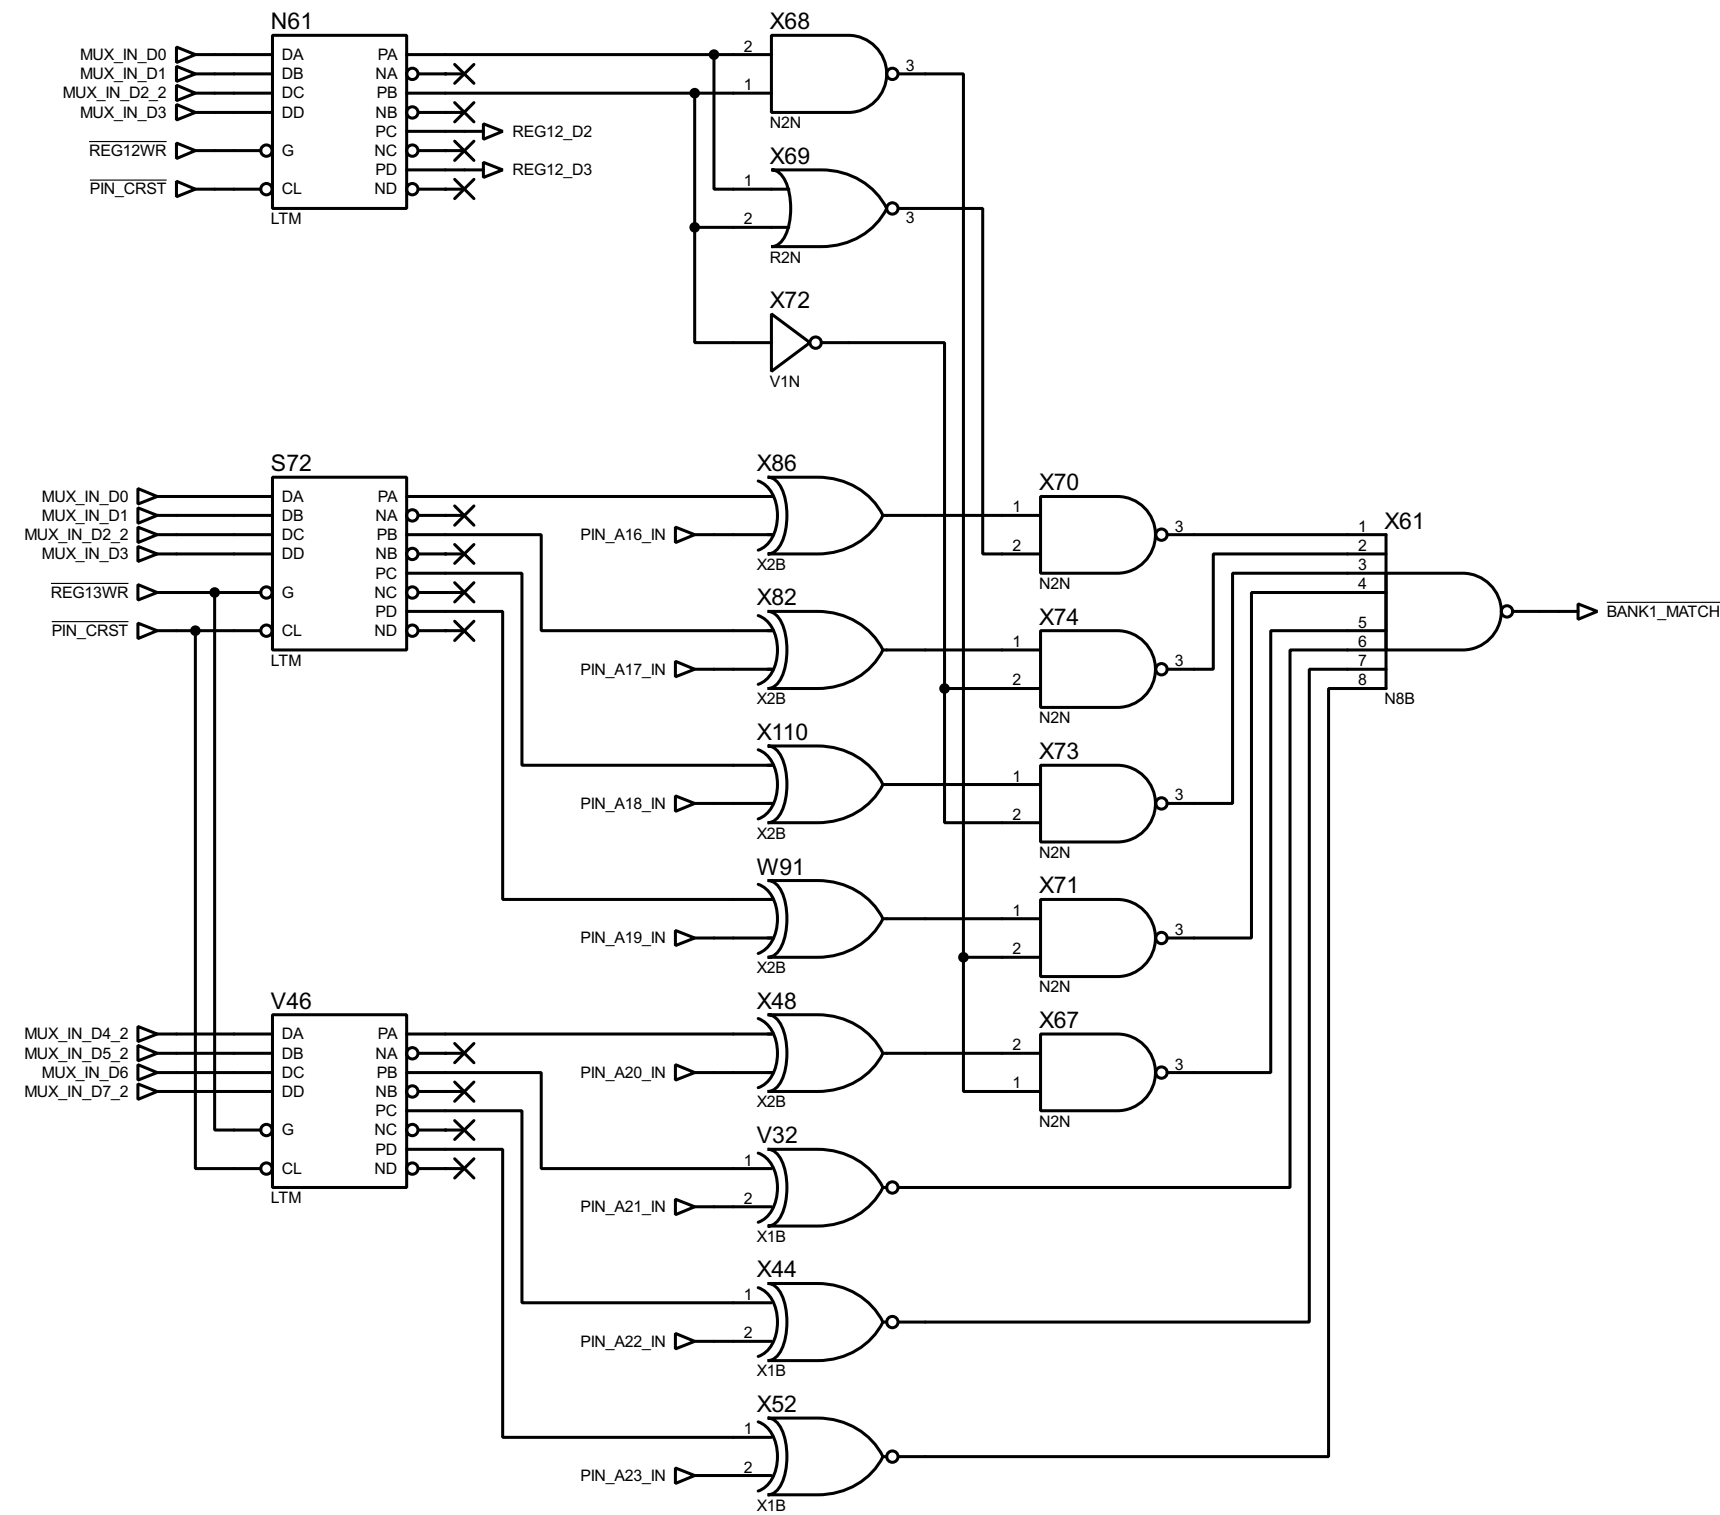 N61
MUX_IN_D0
MUX_IN_D1
MUX_IN_D2_2
MUX_IN_D3
REG12WR
PIN_CRST
DA
DB
DC
DD
G
CL
PA
NA
PB
NB
PC
NC
PD
ND
LTM
REG12_D2
REG12_D3
X68
2
1
3
N2N
X69
1
2
3
R2N
X72
V1N
S72
MUX_IN_D0
MUX_IN_D1
MUX_IN_D2_2
MUX_IN_D3
REG13WR
PIN_CRST
DA
DB
DC
DD
G
CL
PA
NA
PB
NB
PC
NC
PD
ND
LTM
X86
PIN_A16_IN
X2B
X82
PIN_A17_IN
X2B
X110
PIN_A18_IN
X2B
W91
PIN_A19_IN
X2B
X70
1
2
3
N2N
X74
1
2
3
N2N
X73
1
2
3
N2N
X71
1
2
3
N2N
X67
2
1
3
N2N
X61
1
2
3
4
5
6
7
8
N8B
BANK1_MATCH
V46
MUX_IN_D4_2
MUX_IN_D5_2
MUX_IN_D6
MUX_IN_D7_2
DA
DB
DC
DD
G
CL
PA
NA
PB
NB
PC
NC
PD
ND
LTM
X48
PIN_A20_IN
X2B
V32
1
2
PIN_A21_IN
X1B
X44
1
2
PIN_A22_IN
X1B
X52
1
2
PIN_A23_IN
X1B